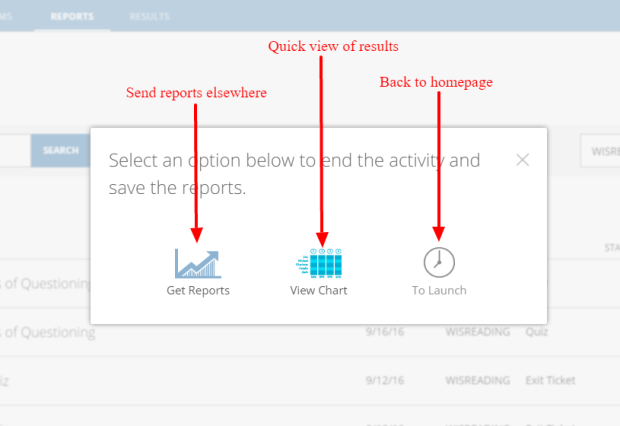 REPORTS
RESULTS
Quick view of results
Back to homepage
Send reports elsewhere
SEARCH
Select an option below to end the activity and
save the reports.
Get Reports
View Chart
To Launch
of Questioning
of Questioning
9/16/16 WISREADING Quiz
9/12/16 WISREADING Exit Ticket